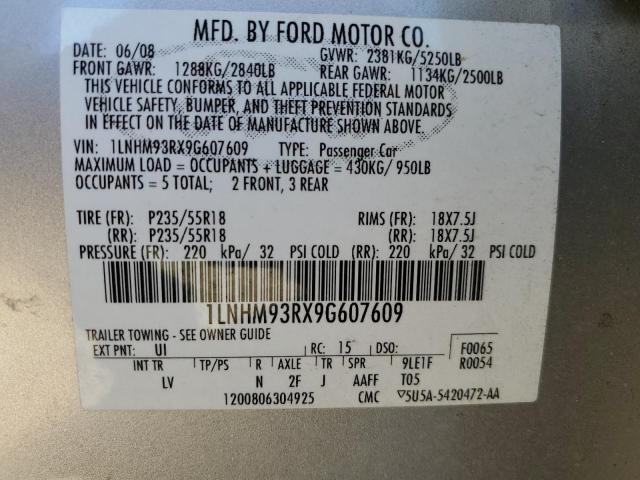 MFD. BY FORD MOTOR CO.
DATE: 06/08 GVWR: 2381KG/5250LB
FRONT GAWR: 1288KG/2840LB REAR GAWR: 1134KG/2500LB
THIS VEHICLE CONFORMS TO ALL APPLICABLE FEDERAL MOTOR
VEHICLE SAFETY, BUMPER, AND THEFT PREVENTION STANDARDS
IN EFFECT ON THE DATE OF MANUFACTURE SHOWN ABOVE.
VIN: 1LNHM93RX9G607609 TYPE: Passenger Car
MAXIMUM LOAD = OCCUPANTS + LUGGAGE = 430KG/ 950LB
OCCUPANTS = 5 TOTAL; 2 FRONT, 3 REAR
TIRE (FR): P235/55R18 RIMS (FR): 18X7.5J
(RR): P235/55R18 (RR): 18X7.5J
PRESSURE (FR): 220 kPa/ 32 PSI COLD (RR): 220 kPa/ 32 PSI COLD
1LNHM93RX9G607609
TRAILER TOWING - SEE OWNER GUIDE
EXT PNT: UI RC: 15 DSO: F0065
INT TR TP/PS R AXLE TR SPR 9LE1F R0054
LV N 2F J AAFF T05
1200806304925 CMC ▽5U5A-5420472-AA